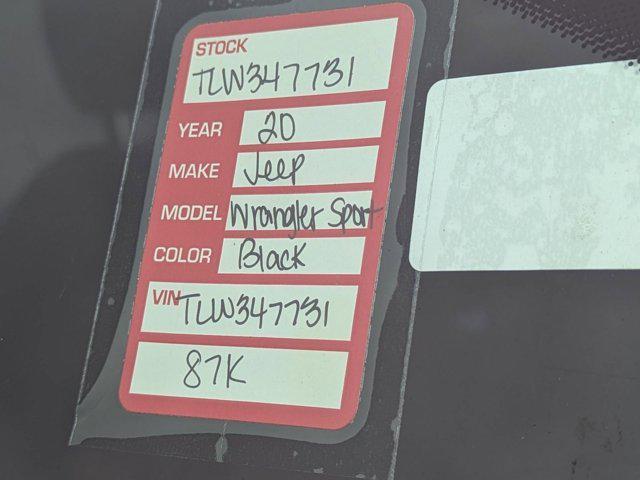 STOCK
TLW347731
YEAR 20
MAKE Jeep
MODEL Wrangler Sport
COLOR Black
VIN TLW347731
87K